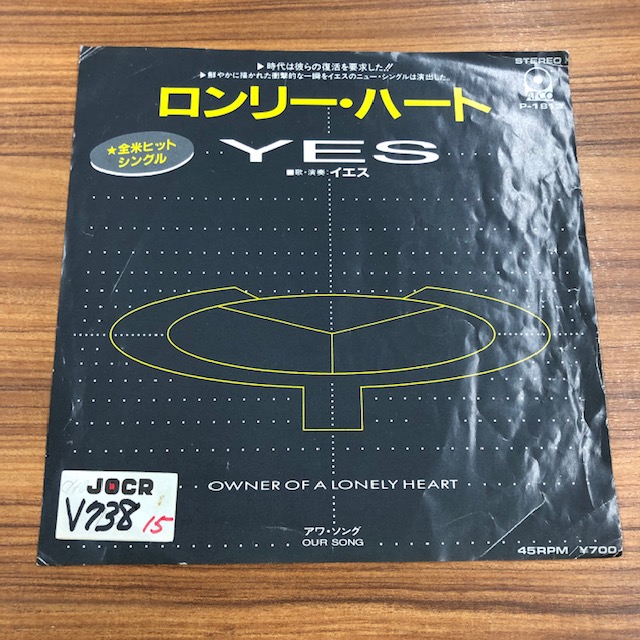 ▶時代は彼らの復活を要求した!!
▶鮮やかに描かれた衝撃的な一瞬をイエスのニュー・シングルは演出した。
STEREO
ATCO
ロンリー・ハート
★全米ヒット
シングル
YES
■歌・演奏:イエス
OWNER OF A LONELY HEART
JOCR
V738 15
アワ・ソング
OUR SONG
45RPM/¥700